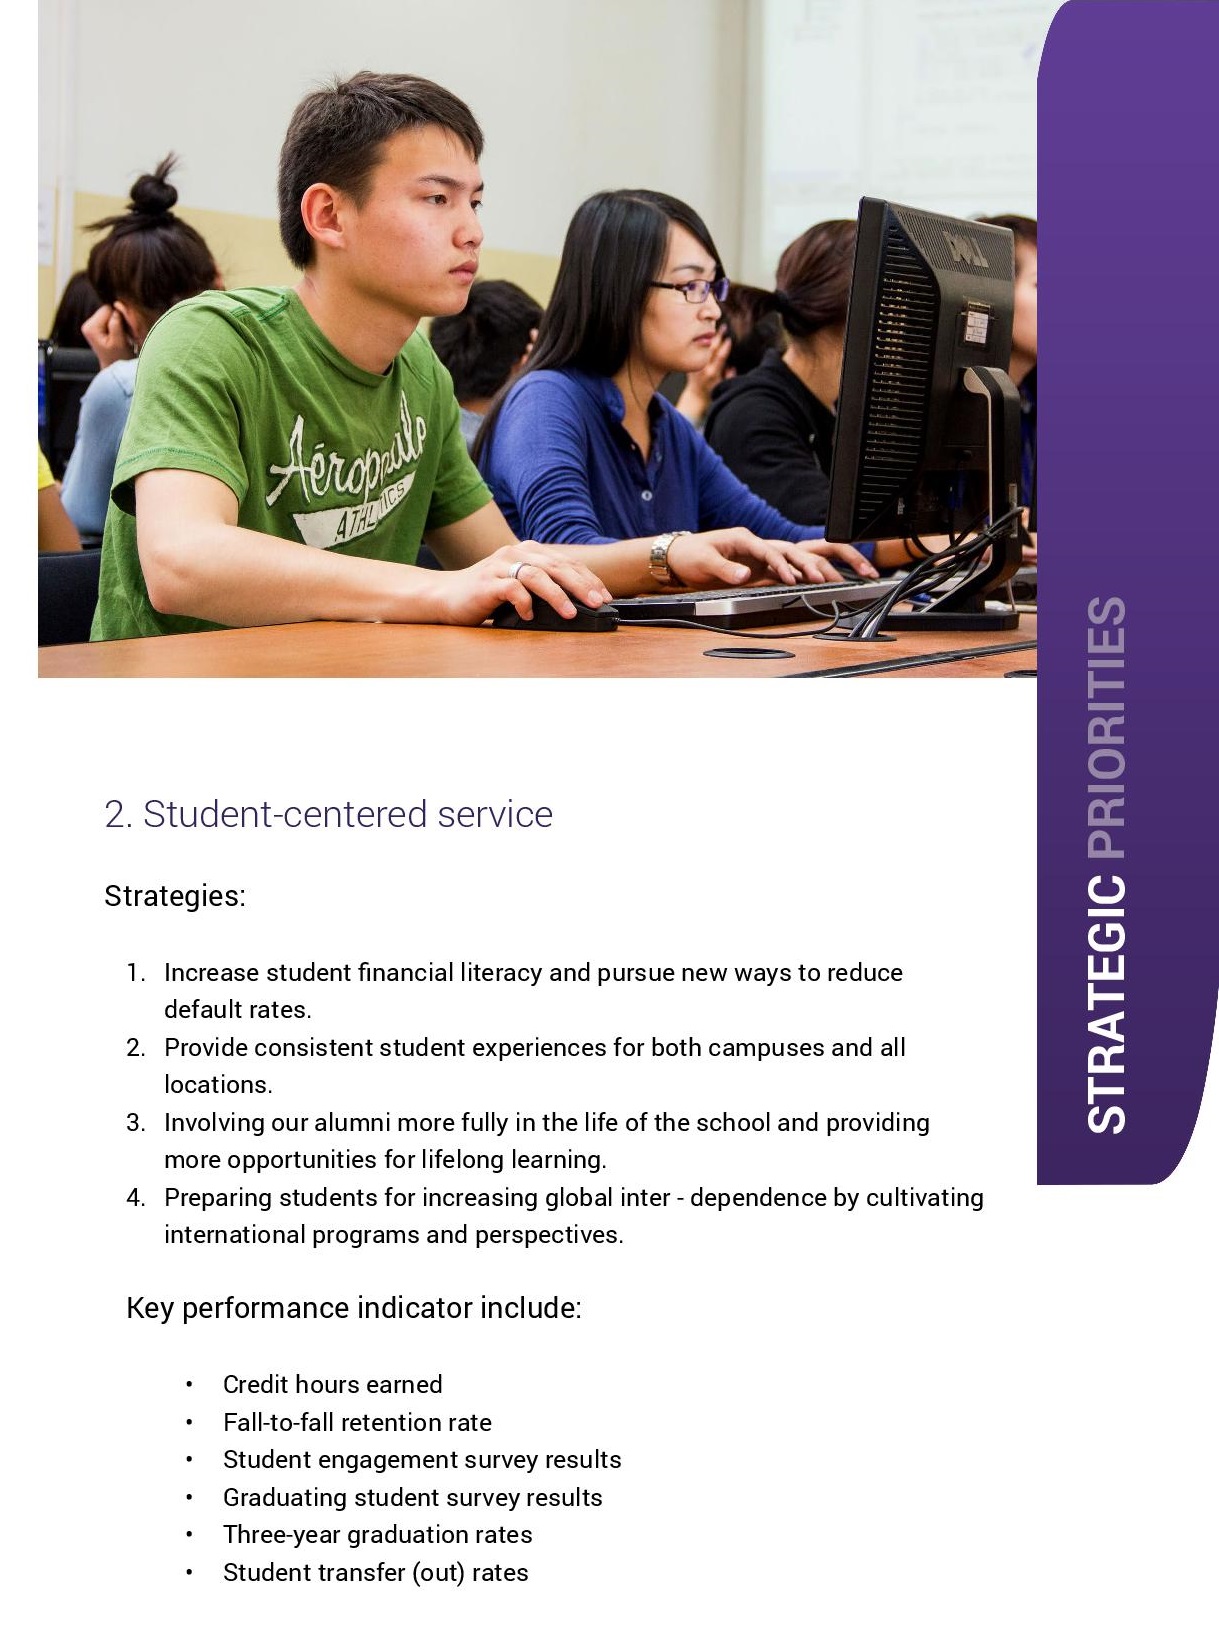 Aéropostale
ATHLETICS
DELL
STRATEGIC PRIORITIES
2. Student-centered service
Strategies:
1. Increase student financial literacy and pursue new ways to reduce
default rates.
2. Provide consistent student experiences for both campuses and all
locations.
3. Involving our alumni more fully in the life of the school and providing
more opportunities for lifelong learning.
4. Preparing students for increasing global inter - dependence by cultivating
international programs and perspectives.
Key performance indicator include:
• Credit hours earned
• Fall-to-fall retention rate
• Student engagement survey results
• Graduating student survey results
• Three-year graduation rates
• Student transfer (out) rates